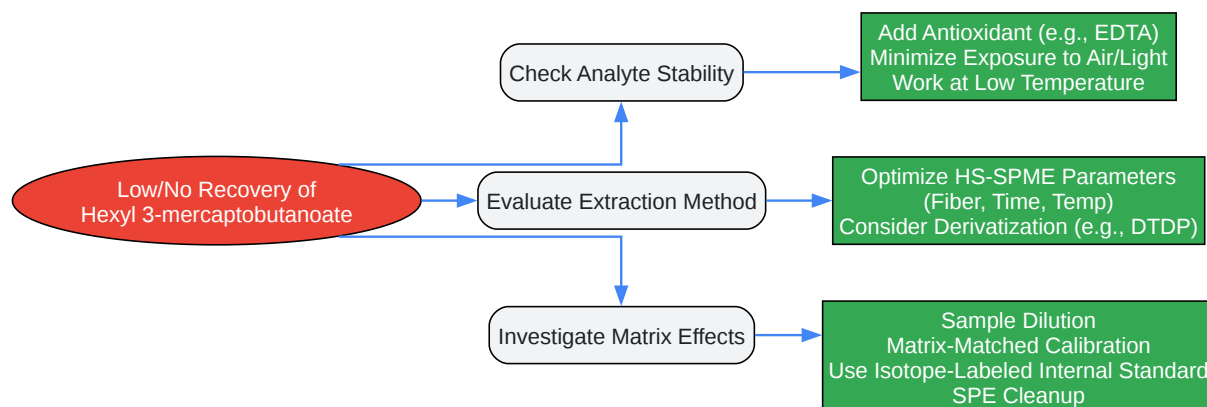 Low/No Recovery of
Hexyl 3-mercaptobutanoate
Check Analyte Stability
Add Antioxidant (e.g., EDTA)
Minimize Exposure to Air/Light
Work at Low Temperature
Evaluate Extraction Method
Optimize HS-SPME Parameters
(Fiber, Time, Temp)
Consider Derivatization (e.g., DTDP)
Investigate Matrix Effects
Sample Dilution
Matrix-Matched Calibration
Use Isotope-Labeled Internal Standard
SPE Cleanup